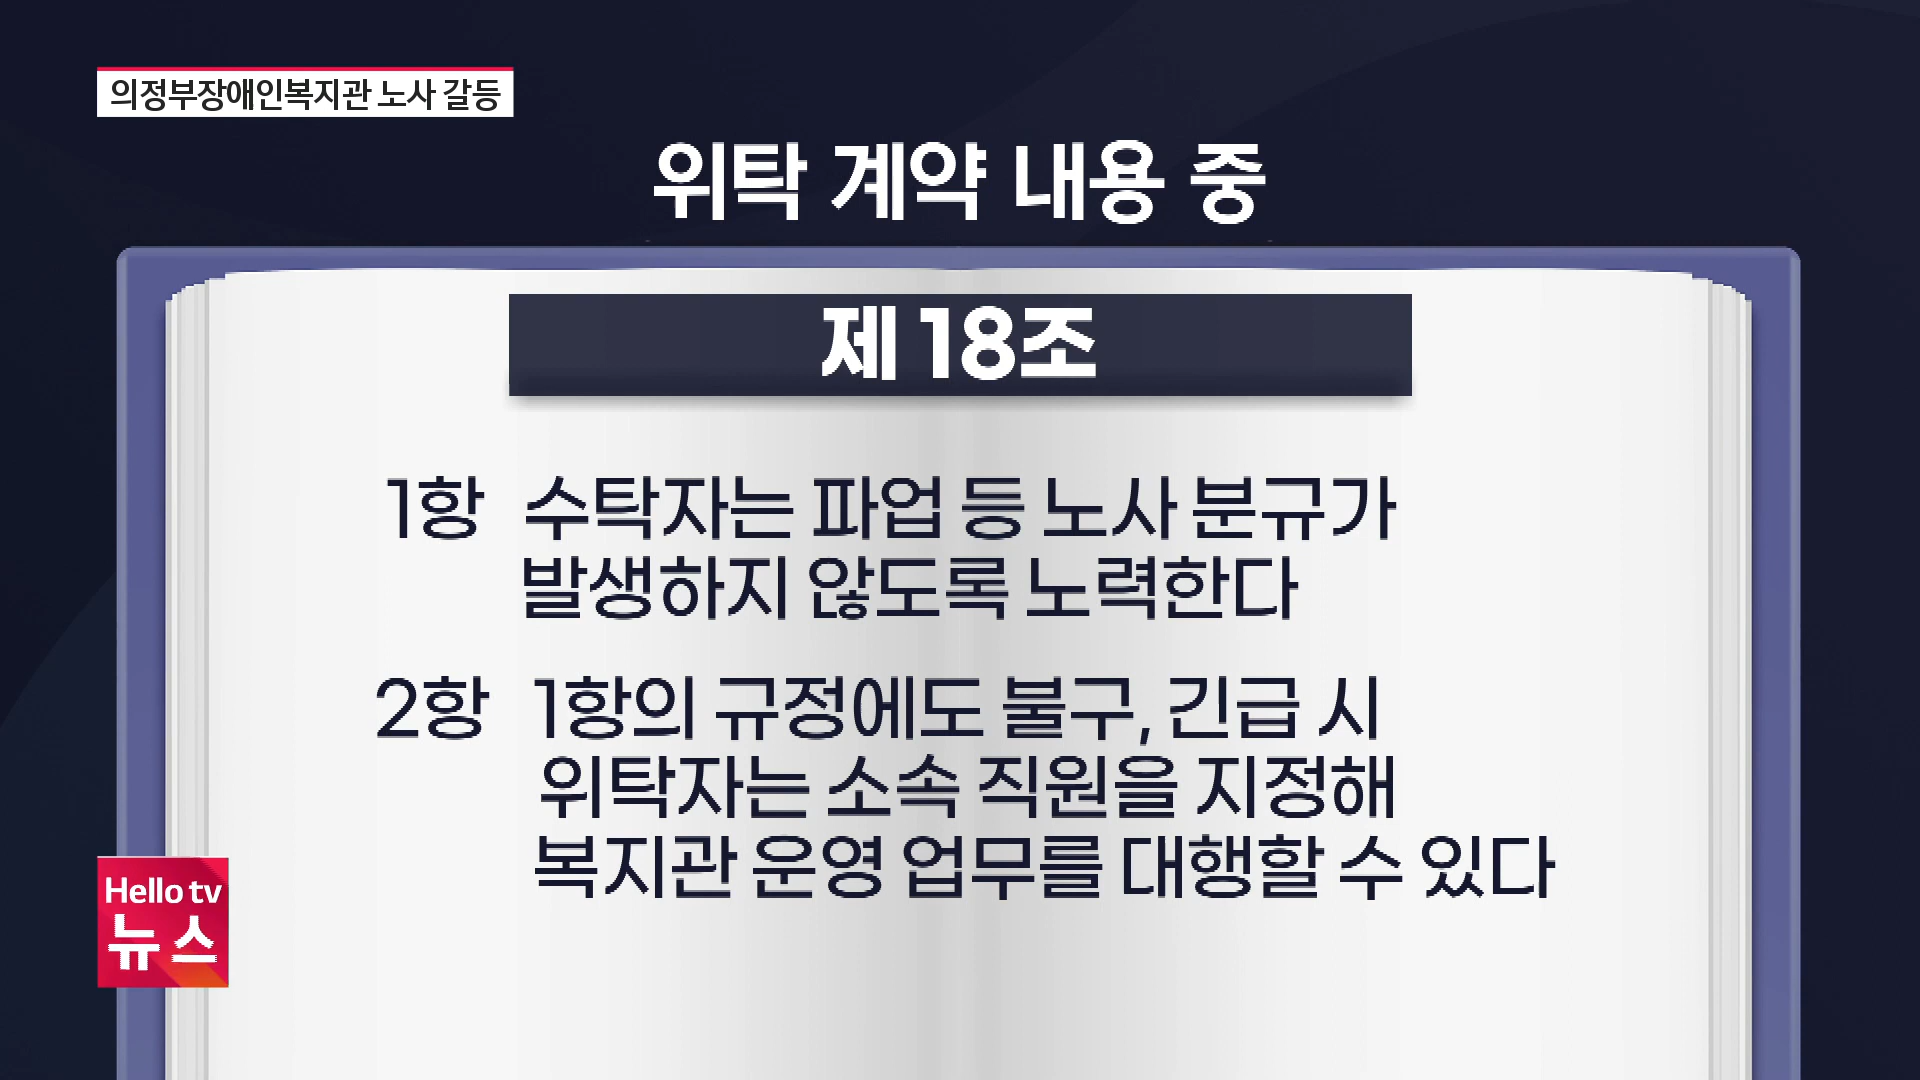 의정부장애인복지관 노사 갈등
위탁 계약 내용 중
제18조
1항 수탁자는 파업 등 노사 분규가
발생하지 않도록 노력한다
2항 1항의 규정에도 불구, 긴급 시
위탁자는 소속 직원을 지정해
복지관 운영 업무를 대행할 수 있다
Hello tv
뉴스